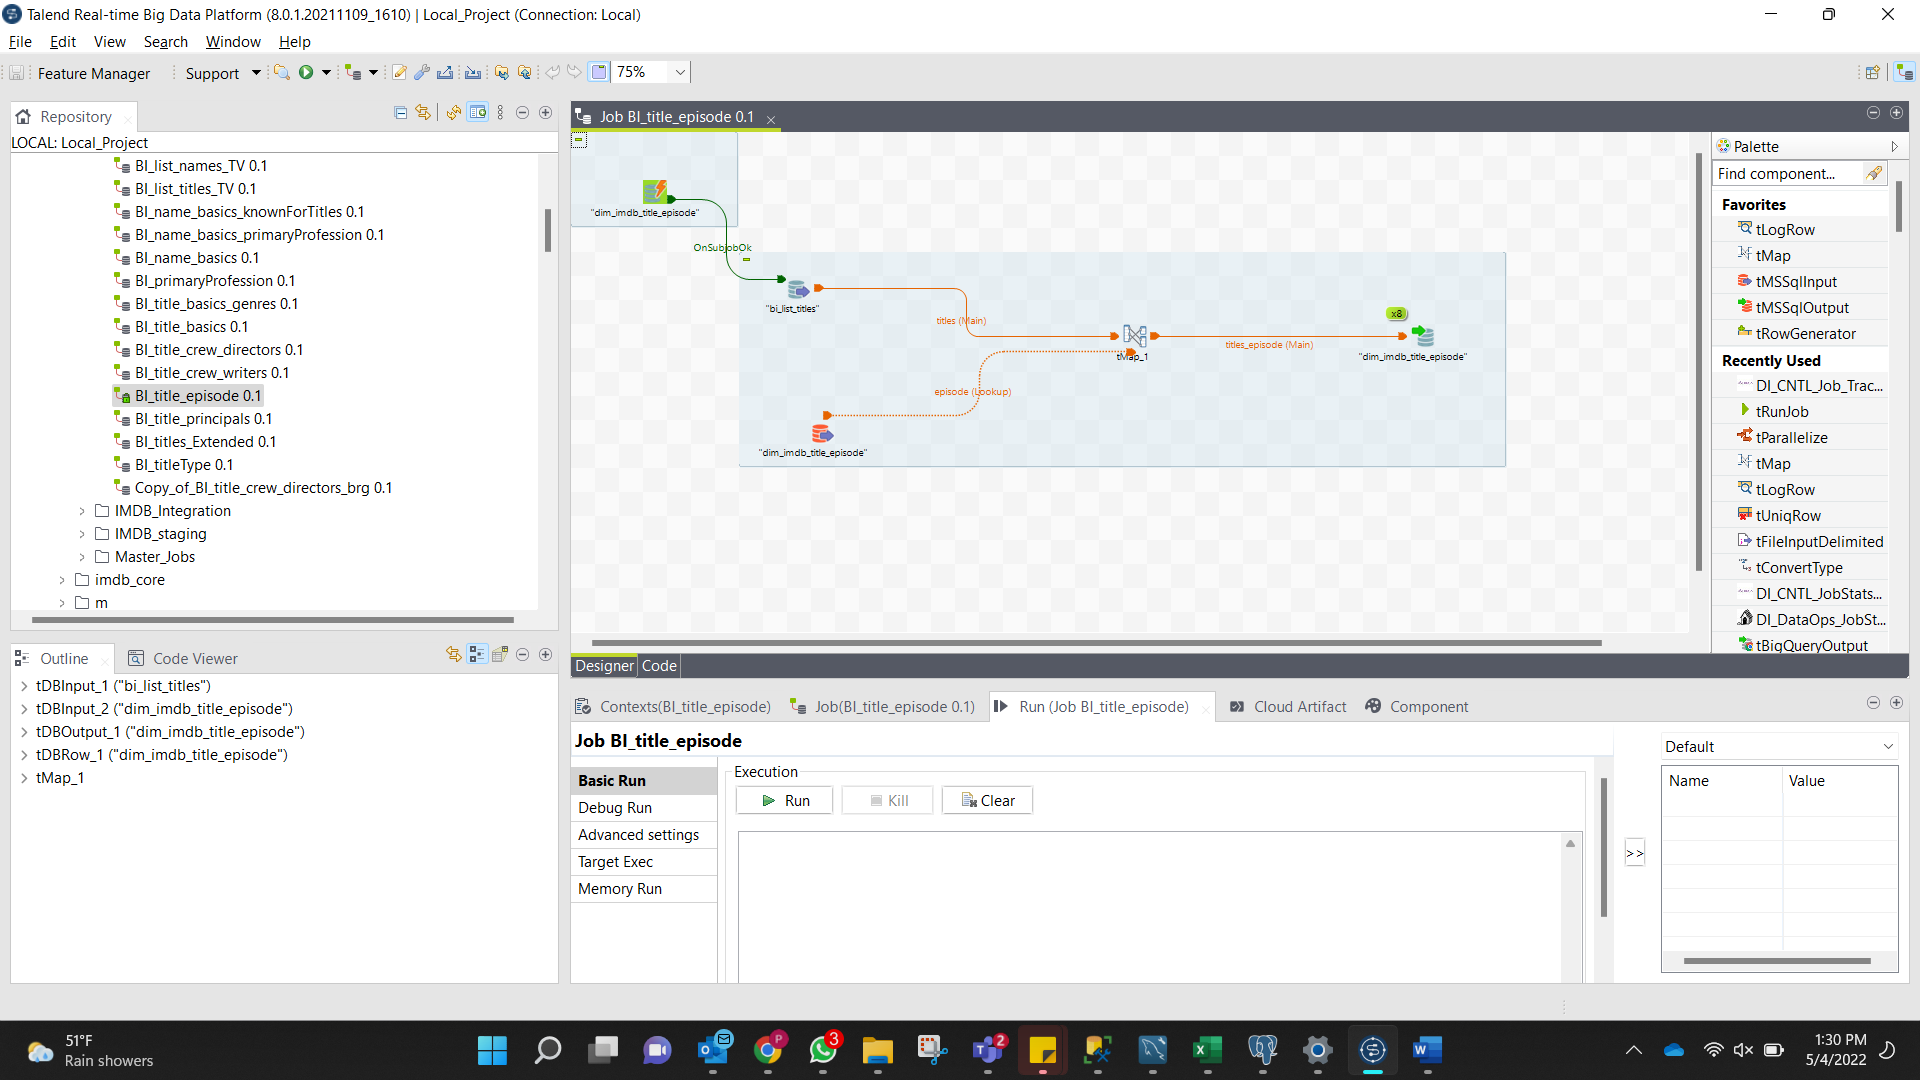 Talend Real-time Big Data Platform (8.0.1.20211109_1610) | Local_Project (Connection: Local)
File Edit View Search Window Help
Feature Manager Support 75%
Repository
LOCAL: Local_Project
BI_list_names_TV 0.1
BI_list_titles_TV 0.1
BI_name_basics_knownForTitles 0.1
BI_name_basics_primaryProfession 0.1
BI_name_basics 0.1
BI_primaryProfession 0.1
BI_title_basics_genres 0.1
BI_title_basics 0.1
BI_title_crew_directors 0.1
BI_title_crew_writers 0.1
BI_title_episode 0.1
BI_title_principals 0.1
BI_titles_Extended 0.1
BI_titleType 0.1
Copy_of_BI_title_crew_directors_brg 0.1
IMDB_Integration
IMDB_staging
Master_Jobs
imdb_core
m
Outline Code Viewer
tDBInput_1 ("bi_list_titles")
tDBInput_2 ("dim_imdb_title_episode")
tDBOutput_1 ("dim_imdb_title_episode")
tDBRow_1 ("dim_imdb_title_episode")
tMap_1
Job BI_title_episode 0.1
"dim_imdb_title_episode"
OnSubjobOk
"bi_list_titles"
titles (Main)
tMap_1
titles_episode (Main)
x8
"dim_imdb_title_episode"
episode (Lookup)
"dim_imdb_title_episode"
Designer Code
Palette
Find component...
Favorites
tLogRow
tMap
tMSSqlInput
tMSSqlOutput
tRowGenerator
Recently Used
DI_CNTL_Job_Trac...
tRunJob
tParallelize
tMap
tLogRow
tUniqRow
tFileInputDelimited
tConvertType
DI_CNTL_JobStats...
DI_DataOps_JobSt...
tBigQueryOutput
Contexts(BI_title_episode) Job(BI_title_episode 0.1) Run (Job BI_title_episode) Cloud Artifact Component
Job BI_title_episode
Basic Run
Debug Run
Advanced settings
Target Exec
Memory Run
Execution
Run Kill Clear
>>
Default
Name Value
51°F
Rain showers
P
3
2
1:30 PM
5/4/2022